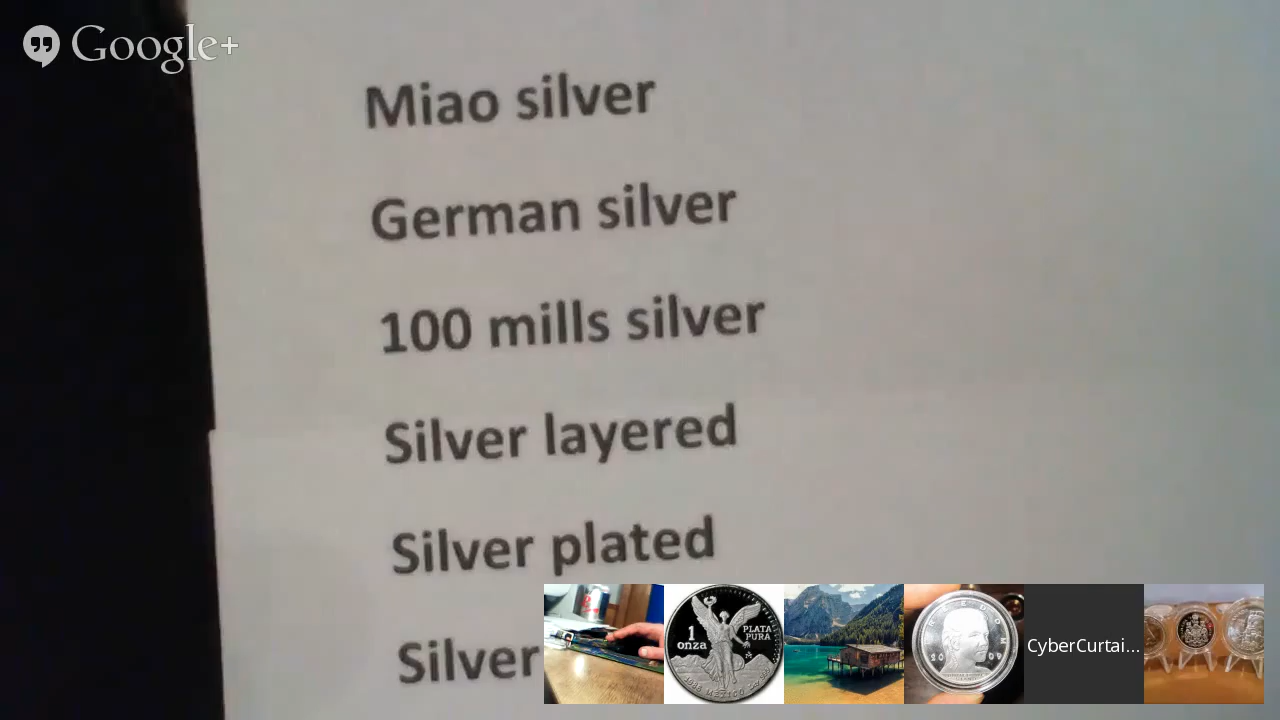 Google+
Miao silver
German silver
100 mills silver
Silver layered
Silver plated
Silver
1
onza
PLATA
PURA
CyberCurtai...